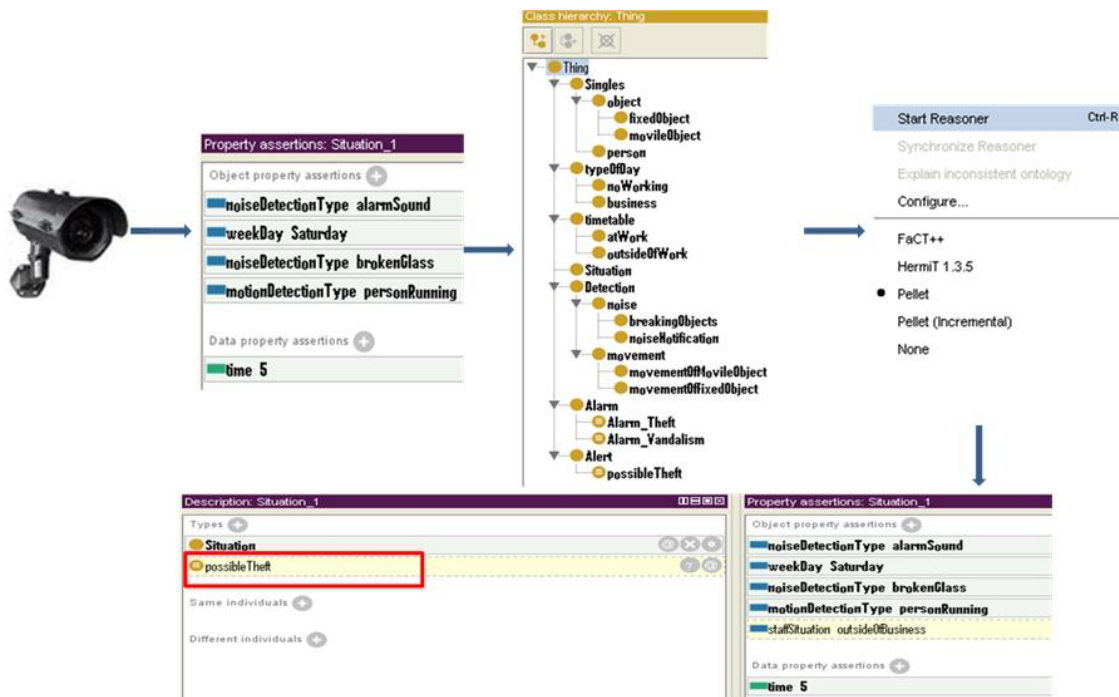 Class hierarchy: Thing
Thing
Singles
object
fixedObject
movileObject
person
typeOfDay
noWorking
business
timetable
atWork
outsideOfWork
Situation
Detection
noise
breakingObjects
noiseNotification
movement
movementOfMovileObject
movementOfFixedObject
Alarm
Alarm_Theft
Alarm_Vandalism
Alert
possibleTheft
Property assertions: Situation_1
Object property assertions
noiseDetectionType alarmSound
weekDay Saturday
noiseDetectionType brokenGlass
motionDetectionType personRunning
Data property assertions
time 5
Start Reasoner Ctrl-R
Synchronize Reasoner
Explain inconsistent ontology
Configure...
FaCT++
HermiT 1.3.5
Pellet
Pellet (Incremental)
None
Description: Situation_1
Types
Situation
possibleTheft
Same individuals
Different individuals
Property assertions: Situation_1
Object property assertions
noiseDetectionType alarmSound
weekDay Saturday
noiseDetectionType brokenGlass
motionDetectionType personRunning
staffSituation outsideOfBusiness
Data property assertions
time 5